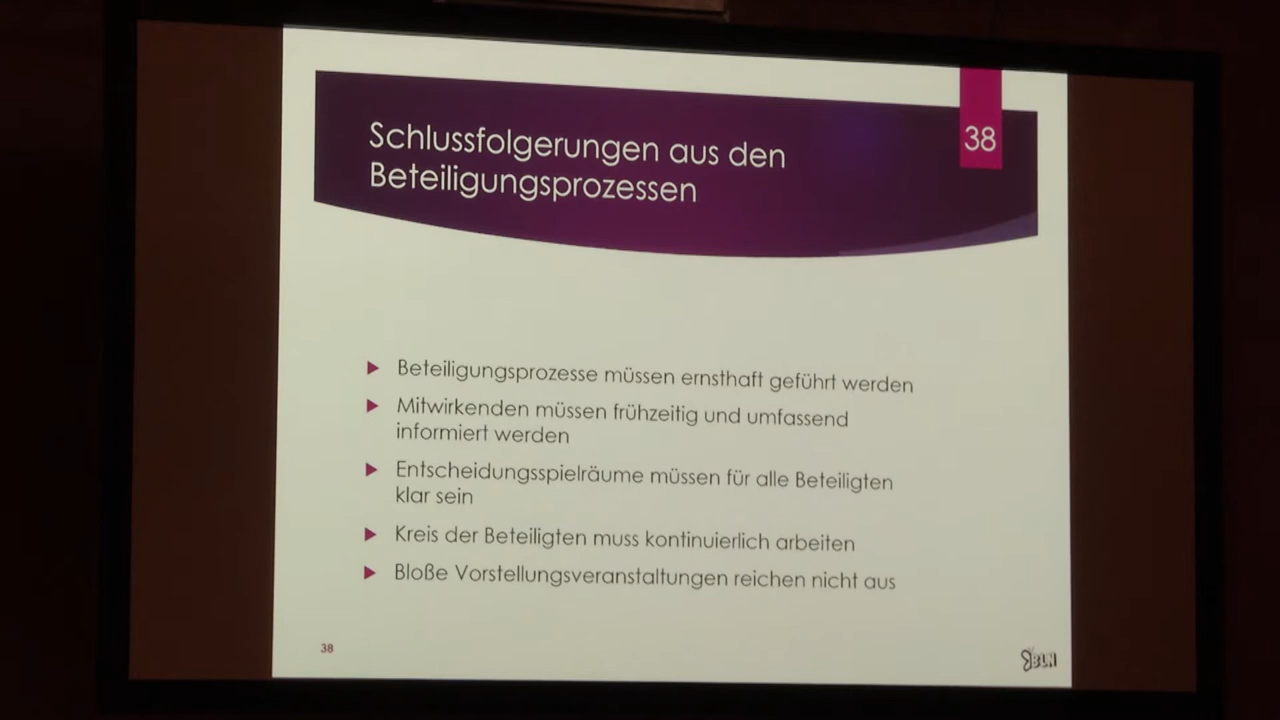 38
Schlussfolgerungen aus den
Beteiligungsprozessen
▶ Beteiligungsprozesse müssen ernsthaft geführt werden
▶ Mitwirkenden müssen frühzeitig und umfassend
informiert werden
▶ Entscheidungsspielräume müssen für alle Beteiligten
klar sein
▶ Kreis der Beteiligten muss kontinuierlich arbeiten
▶ Bloße Vorstellungsveranstaltungen reichen nicht aus
38
BLN